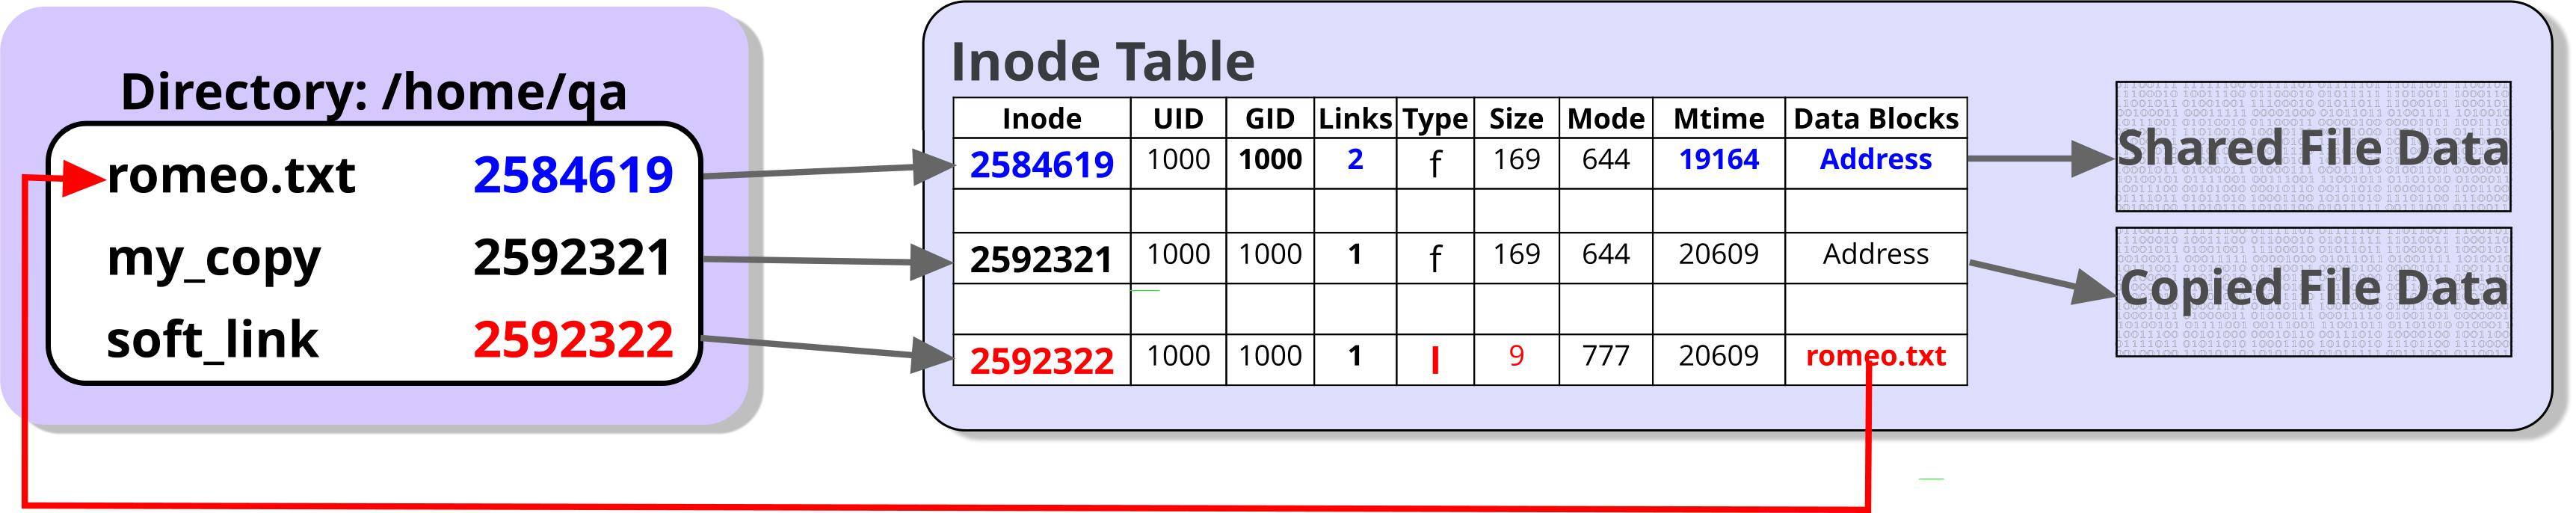 Directory: /home/qa
romeo.txt 2584619
my_copy 2592321
soft_link 2592322
Inode Table
Inode UID GID Links Type Size Mode Mtime Data Blocks
2584619 1000 1000 2 f 169 644 19164 Address
2592321 1000 1000 1 f 169 644 20609 Address
2592322 1000 1000 1 l 9 777 20609 romeo.txt
Shared File Data
Copied File Data